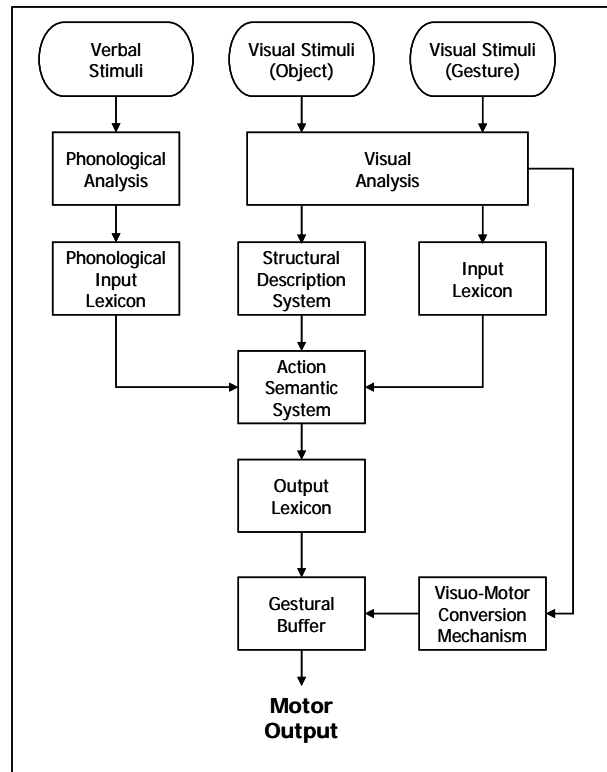 Verbal
Stimuli
Visual Stimuli
(Object)
Visual Stimuli
(Gesture)
Phonological
Analysis
Visual
Analysis
Phonological
Input
Lexicon
Structural
Description
System
Input
Lexicon
Action
Semantic
System
Output
Lexicon
Gestural
Buffer
Visuo-Motor
Conversion
Mechanism
Motor
Output